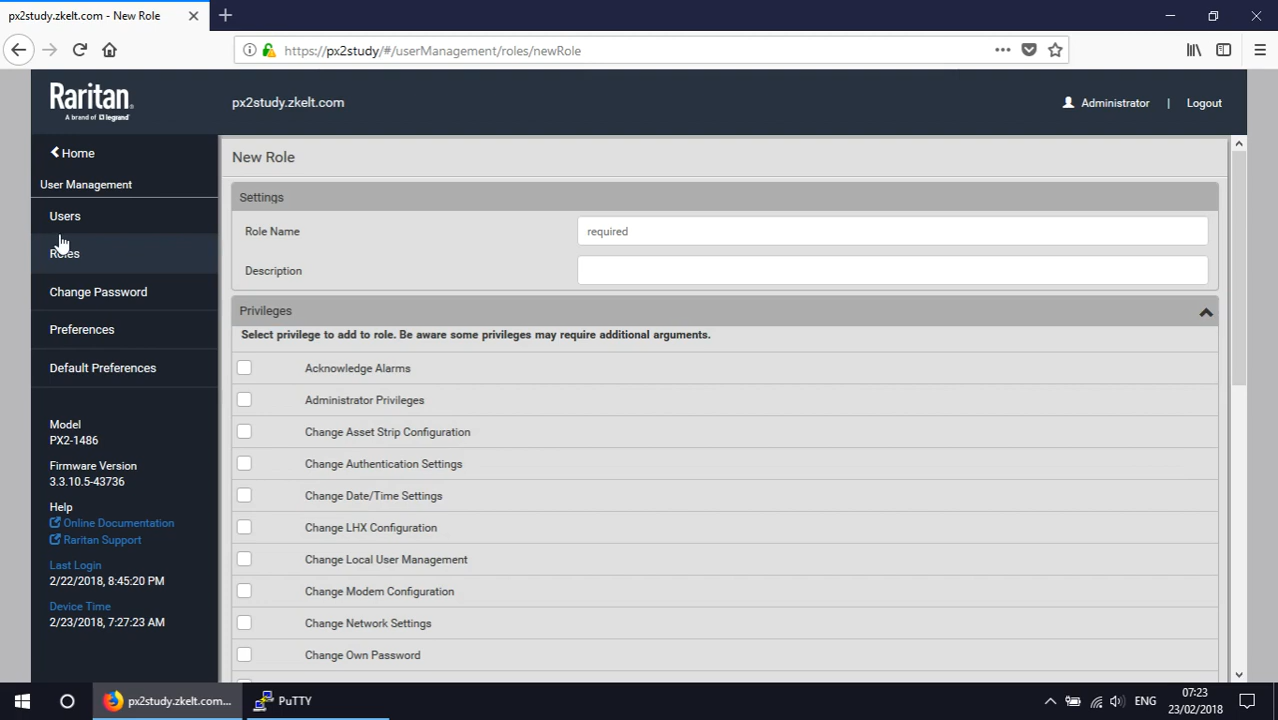 px2study.zkelt.com - New Role
https://px2study/#/userManagement/roles/newRole
Raritan.
A brand of legrand
px2study.zkelt.com
Administrator | Logout
Home
User Management
Users
Roles
Change Password
Preferences
Default Preferences
Model
PX2-1486
Firmware Version
3.3.10.5-43736
Help
Online Documentation
Raritan Support
Last Login
2/22/2018, 8:45:20 PM
Device Time
2/23/2018, 7:27:23 AM
New Role
Settings
Role Name required
Description
Privileges
Select privilege to add to role. Be aware some privileges may require additional arguments.
Acknowledge Alarms
Administrator Privileges
Change Asset Strip Configuration
Change Authentication Settings
Change Date/Time Settings
Change LHX Configuration
Change Local User Management
Change Modem Configuration
Change Network Settings
Change Own Password
px2study.zkelt.com...
PuTTY
ENG
07:23
23/02/2018